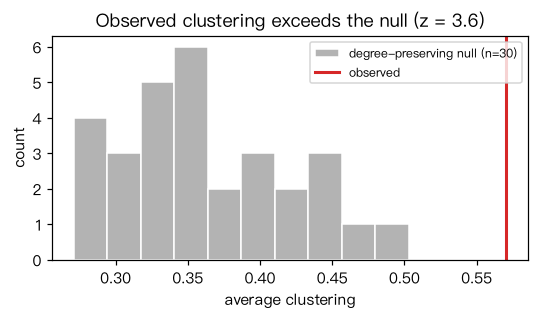 Observed clustering exceeds the null (z = 3.6)
degree-preserving null (n=30)
observed
6
5
4
3
2
1
0
count
0.30 0.35 0.40 0.45 0.50 0.55
average clustering